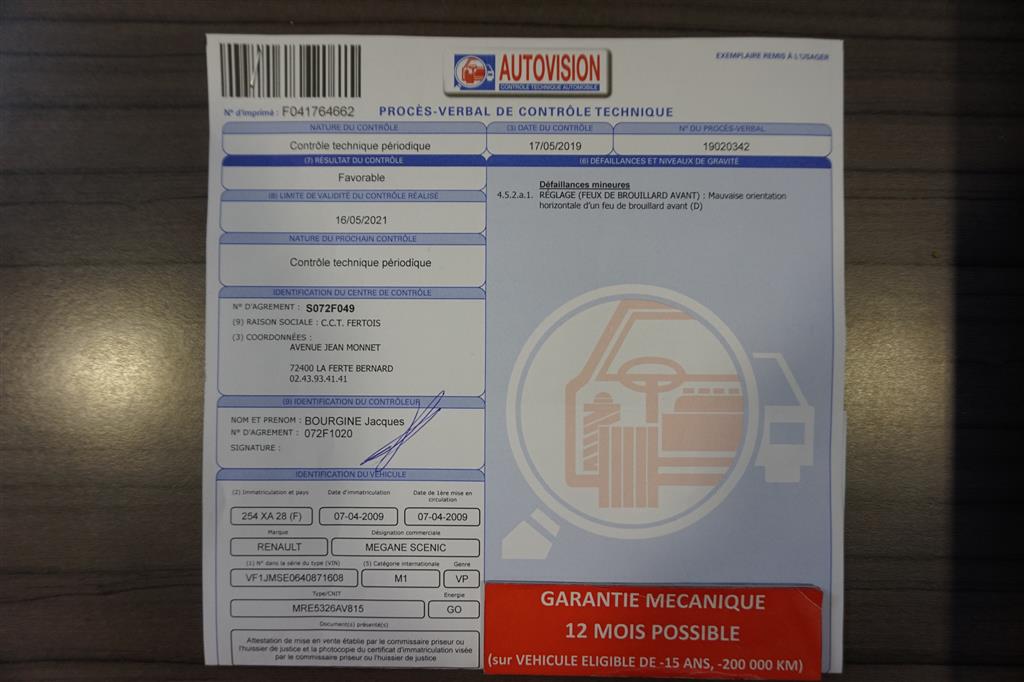 AUTOVISION
CONTRÔLE TECHNIQUE AUTOMOBILE
EXEMPLAIRE REMIS À L'USAGER
N° d'imprimé : F041764662
PROCÈS-VERBAL DE CONTRÔLE TECHNIQUE
NATURE DU CONTRÔLE
Contrôle technique périodique
(3) DATE DU CONTRÔLE
17/05/2019
N° DU PROCÈS-VERBAL
19020342
(7) RÉSULTAT DU CONTRÔLE
Favorable
(8) LIMITE DE VALIDITÉ DU CONTRÔLE RÉALISÉ
16/05/2021
NATURE DU PROCHAIN CONTRÔLE
Contrôle technique périodique
IDENTIFICATION DU CENTRE DE CONTRÔLE
N° D'AGREMENT : S072F049
(9) RAISON SOCIALE : C.C.T. FERTOIS
(3) COORDONNÉES :
AVENUE JEAN MONNET
72400 LA FERTE BERNARD
02.43.93.41.41
(9) IDENTIFICATION DU CONTRÔLEUR
NOM ET PRENOM : BOURGINE Jacques
N° D'AGREMENT : 072F1020
SIGNATURE :
IDENTIFICATION DU VÉHICULE
(2) Immatriculation et pays
Date d'immatriculation
Date de 1ère mise en
circulation
254 XA 28 (F)
07-04-2009
07-04-2009
Marque
Désignation commerciale
RENAULT
MEGANE SCENIC
(1) N° dans la série du type (VIN)
(5) Catégorie internationale
Genre
VF1JMSE0640871608
M1
VP
Type/CNIT
Energie
MRE5326AV815
GO
Document(s) présenté(s)
Attestation de mise en vente établie par le commissaire priseur ou
l'huissier de justice et la photocopie du certificat d'immatriculation visée
par le commissaire priseur ou l'huissier de justice
(6) DÉFAILLANCES ET NIVEAUX DE GRAVITÉ
Défaillances mineures
4.5.2.a.1. RÉGLAGE (FEUX DE BROUILLARD AVANT) : Mauvaise orientation
horizontale d'un feu de brouillard avant (D)
GARANTIE MECANIQUE
12 MOIS POSSIBLE
(sur VEHICULE ELIGIBLE DE -15 ANS, -200 000 KM)